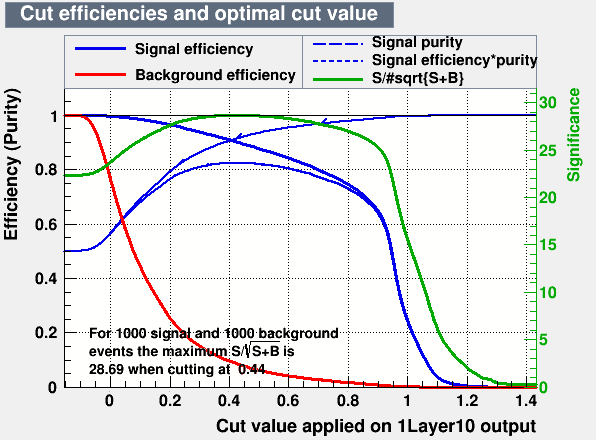 Cut efficiencies and optimal cut value
Signal efficiency
Background efficiency
Signal purity
Signal efficiency*purity
S/#sqrt{S+B}
Efficiency (Purity)
1
0.8
0.6
0.4
0.2
0
30
25
20
15
10
5
0
Significance
For 1000 signal and 1000 background
events the maximum S/√S+B is
28.69 when cutting at 0.44
0 0.2 0.4 0.6 0.8 1 1.2 1.4
Cut value applied on 1Layer10 output